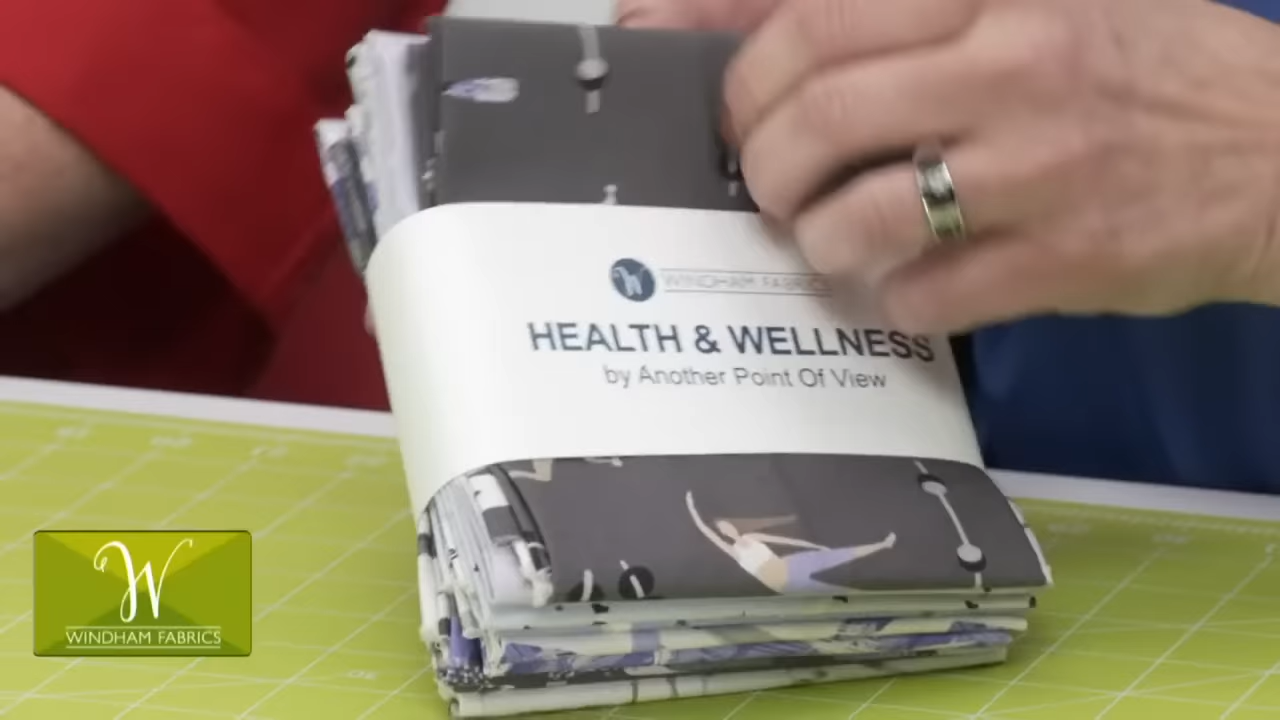 W WINDHAM FABRICS
HEALTH & WELLNESS
by Another Point Of View
W
WINDHAM FABRICS